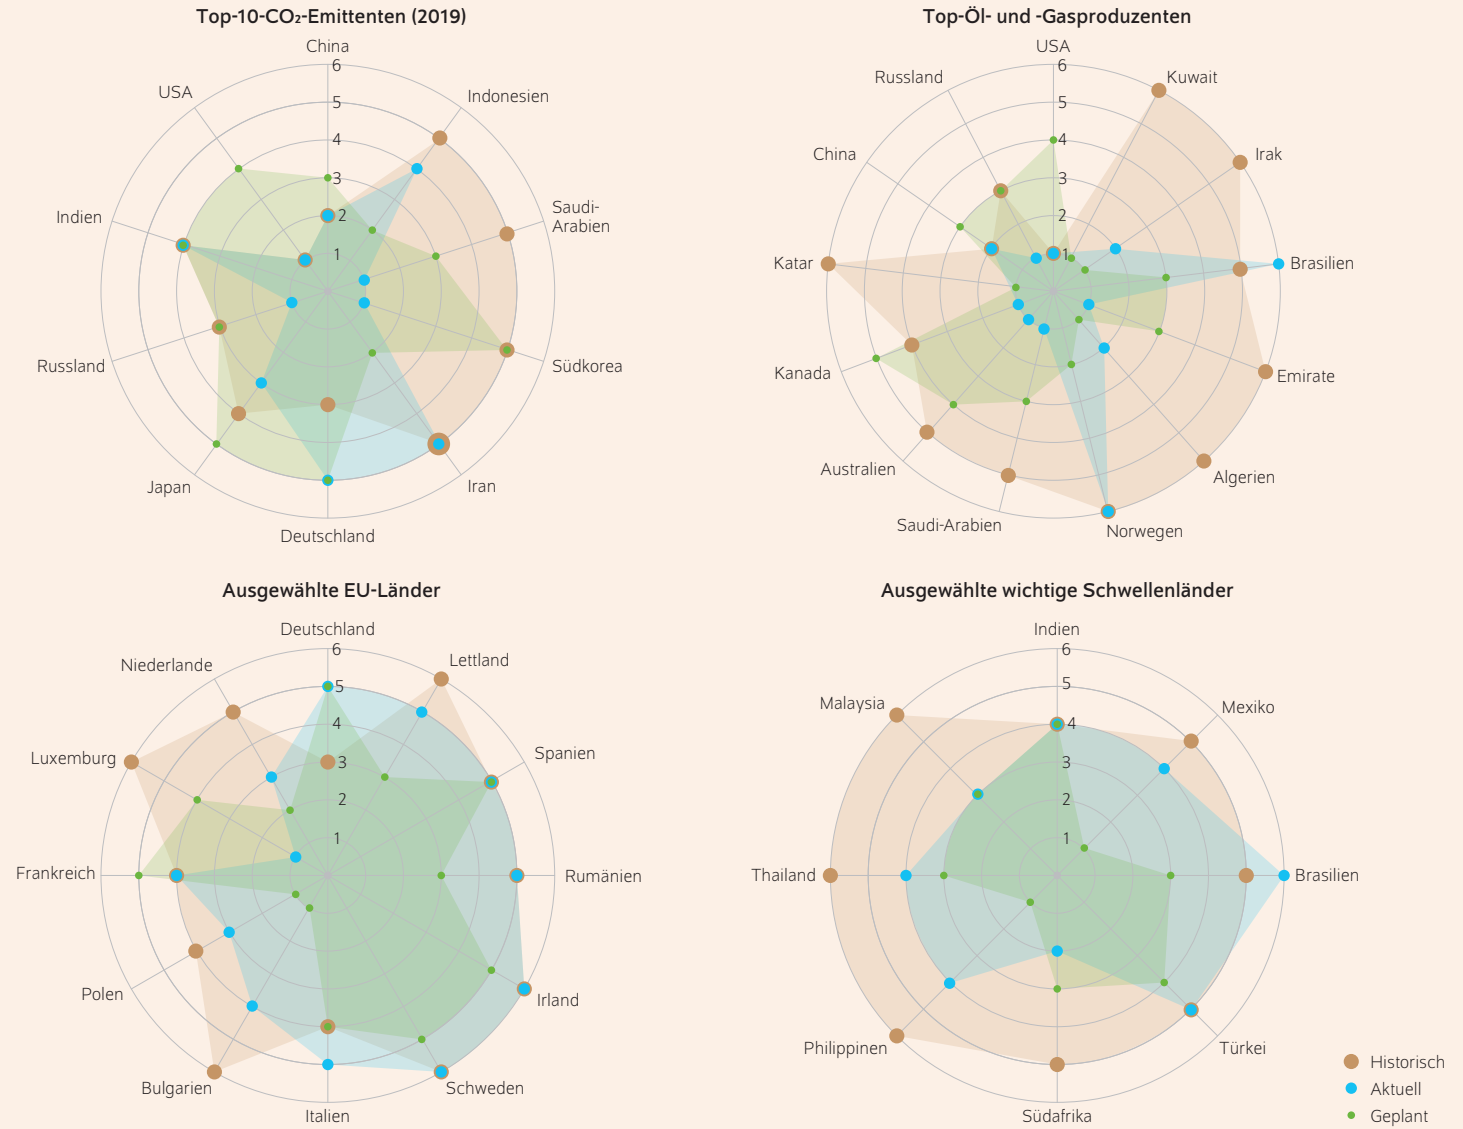 Top-10-CO₂-Emittenten (2019)
China
6
5
4
3
2
1
Indonesien
Saudi-
Arabien
Südkorea
Iran
Deutschland
Japan
Russland
Indien
USA
Top-Öl- und -Gasproduzenten
USA
6
5
4
3
2
1
Kuwait
Irak
Brasilien
Emirate
Algerien
Norwegen
Saudi-Arabien
Australien
Kanada
Katar
China
Russland
Ausgewählte EU-Länder
Deutschland
6
5
4
3
2
1
Lettland
Spanien
Rumänien
Irland
Schweden
Italien
Bulgarien
Polen
Frankreich
Luxemburg
Niederlande
Ausgewählte wichtige Schwellenländer
Indien
6
5
4
3
2
1
Mexiko
Brasilien
Türkei
Südafrika
Philippinen
Thailand
Malaysia
Historisch
Aktuell
Geplant